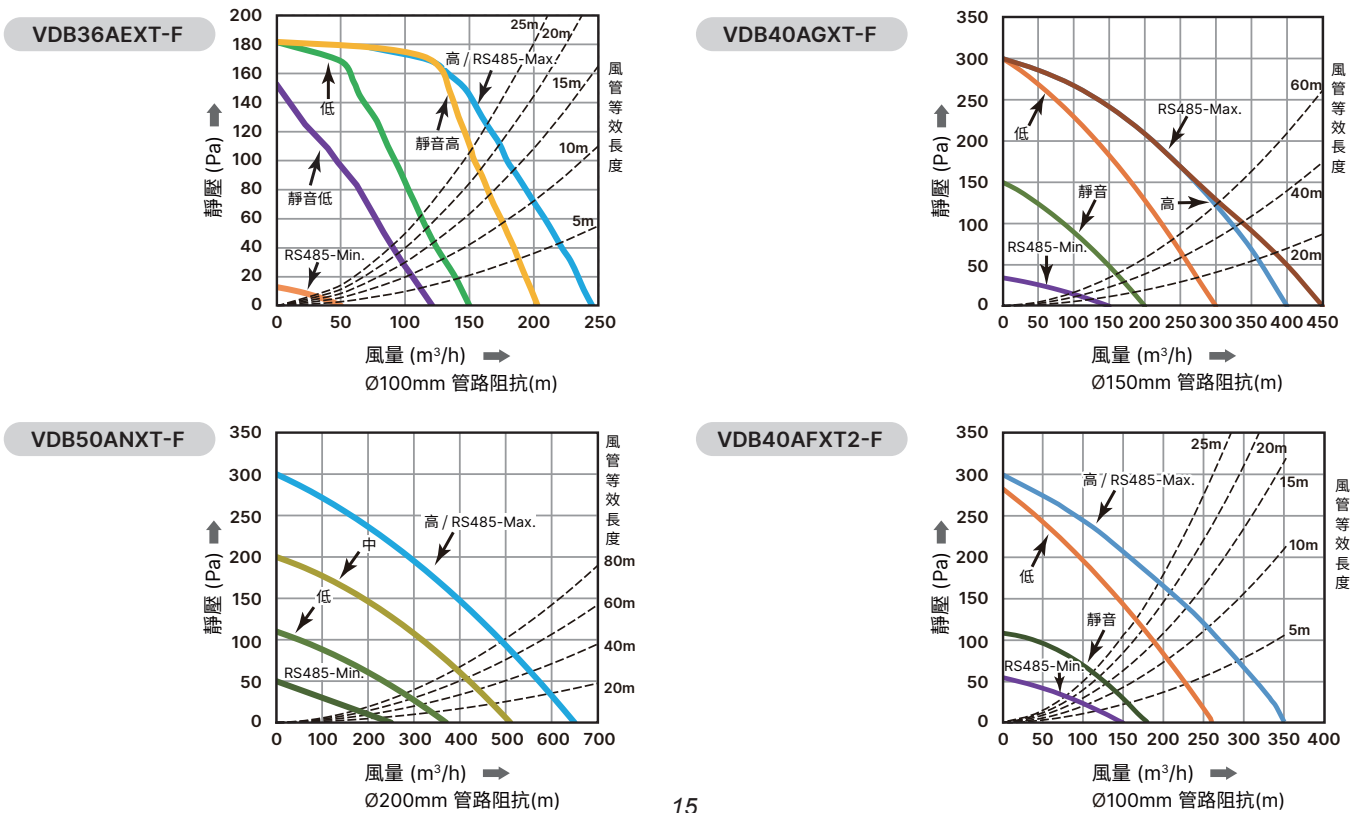 VDB36AEXT-F
200
180
160
140
120
100
80
60
40
20
0
靜壓 (Pa)
25m
20m
15m
10m
5m
高 / RS485-Max.
低
靜音高
靜音低
RS485-Min.
風管等效長度
0 50 100 150 200 250
風量 (m³/h)
Ø100mm 管路阻抗(m)
VDB40AGXT-F
350
300
250
200
150
100
50
0
靜壓 (Pa)
60m
40m
20m
RS485-Max.
低
靜音
高
RS485-Min.
風管等效長度
0 50 100 150 200 250 300 350 400 450
風量 (m³/h)
Ø150mm 管路阻抗(m)
VDB50ANXT-F
350
300
250
200
150
100
50
0
靜壓 (Pa)
高 / RS485-Max.
中
低
RS485-Min.
風管等效長度
80m
60m
40m
20m
0 100 200 300 400 500 600 700
風量 (m³/h)
Ø200mm 管路阻抗(m)
VDB40AFXT2-F
350
300
250
200
150
100
50
0
靜壓 (Pa)
25m
20m
15m
10m
5m
高 / RS485-Max.
低
靜音
RS485-Min.
風管等效長度
0 50 100 150 200 250 300 350 400
風量 (m³/h)
Ø100mm 管路阻抗(m)
15